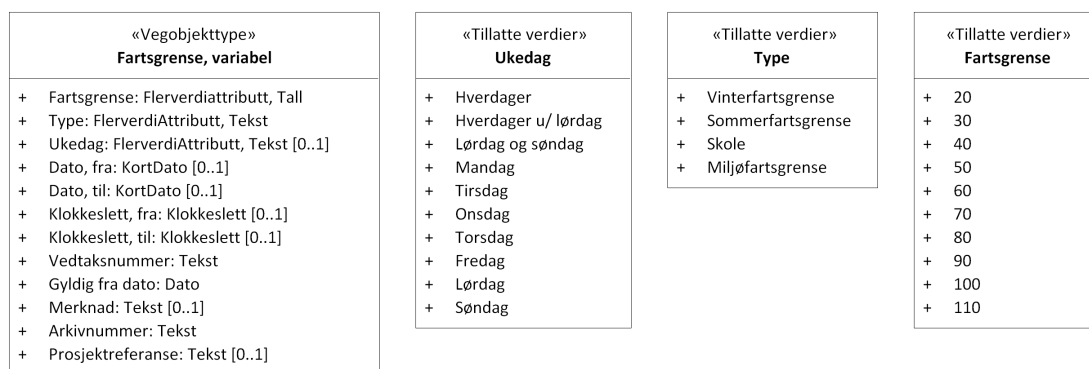 «Vegobjekttype»
Fartsgrense, variabel
+ Fartsgrense: Flerverdiattributt, Tall
+ Type: FlerverdiAttributt, Tekst
+ Ukedag: FlerverdiAttributt, Tekst [0..1]
+ Dato, fra: KortDato [0..1]
+ Dato, til: KortDato [0..1]
+ Klokkeslett, fra: Klokkeslett [0..1]
+ Klokkeslett, til: Klokkeslett [0..1]
+ Vedtaksnummer: Tekst
+ Gyldig fra dato: Dato
+ Merknad: Tekst [0..1]
+ Arkivnummer: Tekst
+ Prosjektreferanse: Tekst [0..1]
«Tillatte verdier»
Ukedag
+ Hverdager
+ Hverdager u/ lørdag
+ Lørdag og søndag
+ Mandag
+ Tirsdag
+ Onsdag
+ Torsdag
+ Fredag
+ Lørdag
+ Søndag
«Tillatte verdier»
Type
+ Vinterfartsgrense
+ Sommerfartsgrense
+ Skole
+ Miljøfartsgrense
«Tillatte verdier»
Fartsgrense
+ 20
+ 30
+ 40
+ 50
+ 60
+ 70
+ 80
+ 90
+ 100
+ 110